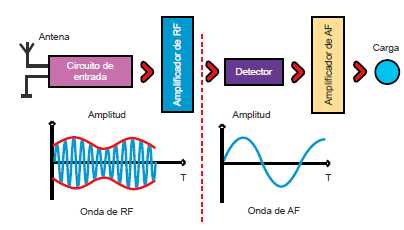 Antena
Circuito de
entrada
Amplificador de RF
Detector
Amplificador de AF
Carga
Amplitud
T
Onda de RF
Amplitud
T
Onda de AF